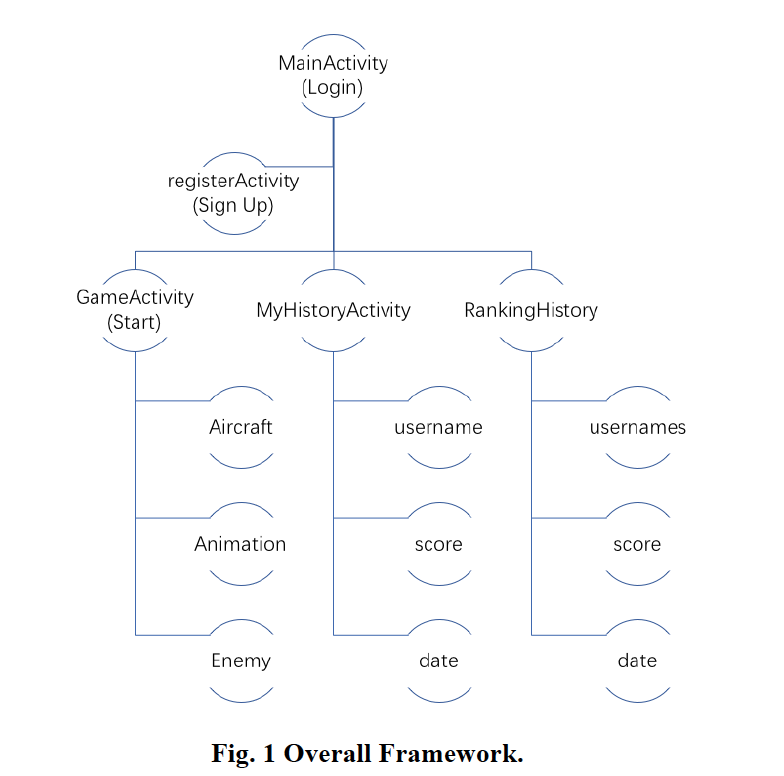 MainActivity
(Login)
registerActivity
(Sign Up)
GameActivity
(Start)
MyHistoryActivity
RankingHistory
Aircraft
username
usernames
Animation
score
score
Enemy
date
date
Fig. 1 Overall Framework.